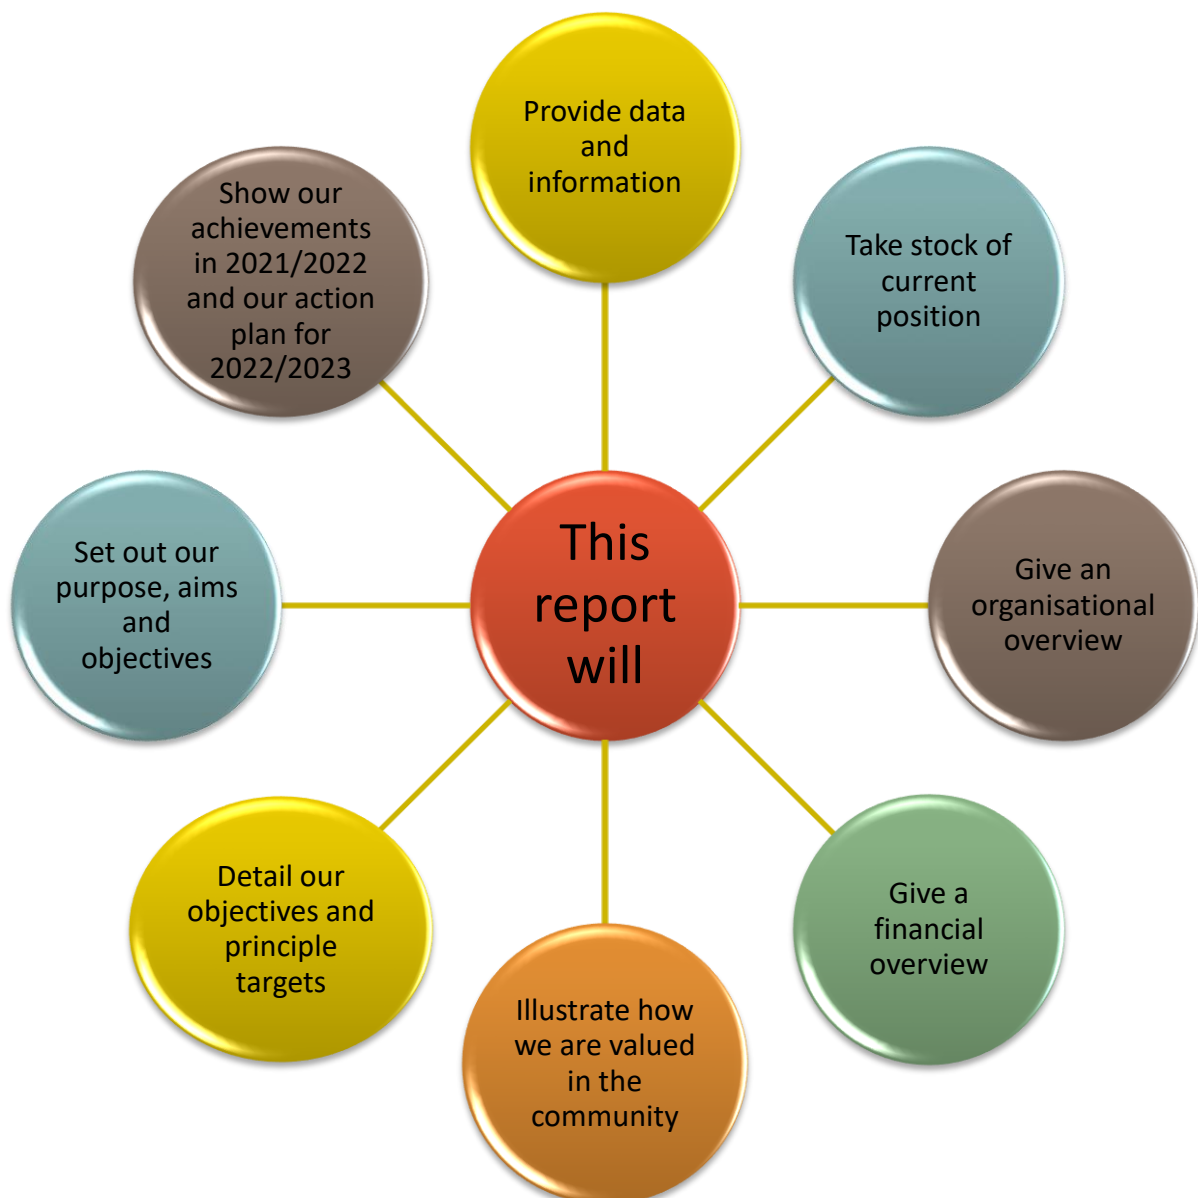 This
report
will
Provide data
and
information
Take stock of
current
position
Give an
organisational
overview
Give a
financial
overview
Illustrate how
we are valued
in the
community
Detail our
objectives and
principle
targets
Set out our
purpose, aims
and
objectives
Show our
achievements
in 2021/2022
and our action
plan for
2022/2023